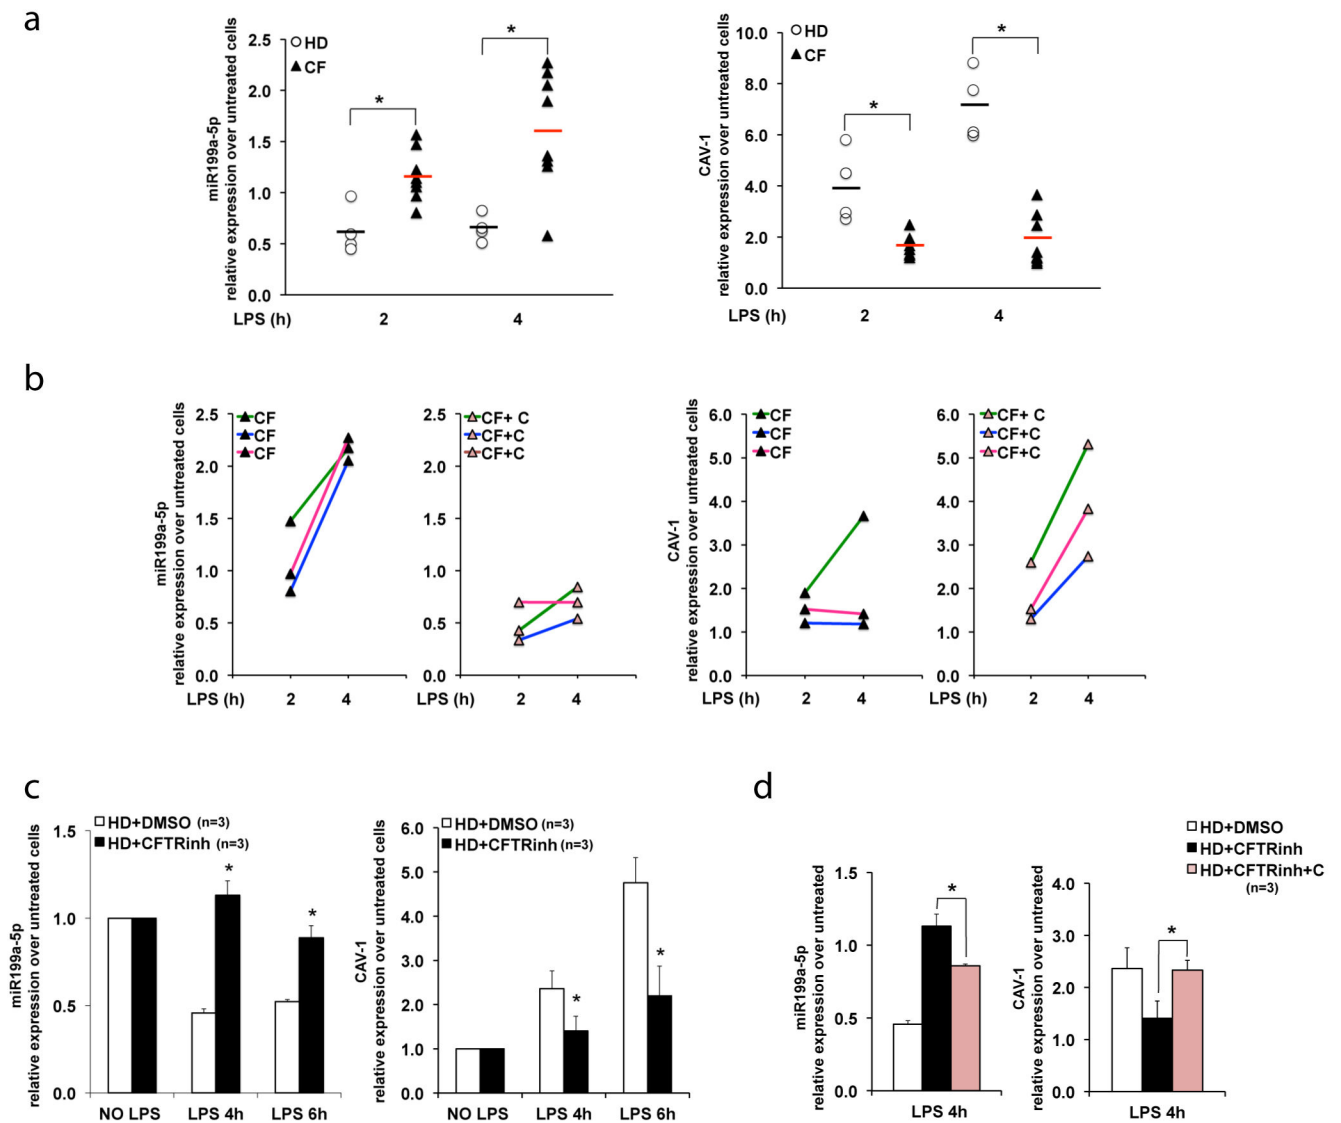 a
miR199a-5p
relative expression over untreated cells
2.5
2.0
1.5
1.0
0.5
0.0
HD
CF
*
*
LPS (h)
2
4
CAV-1
relative expression over untreated cells
10.0
8.0
6.0
4.0
2.0
0.0
HD
CF
*
*
LPS (h)
2
4
b
miR199a-5p
relative expression over untreated cells
2.5
2.0
1.5
1.0
0.5
0.0
CF
CF
CF
LPS (h)
2
4
2.5
2.0
1.5
1.0
0.5
0.0
CF+ C
CF+C
CF+C
LPS (h)
2
4
CAV-1
relative expression over untreated cells
6.0
5.0
4.0
3.0
2.0
1.0
0.0
CF
CF
CF
LPS (h)
2
4
6.0
5.0
4.0
3.0
2.0
1.0
0.0
CF+ C
CF+C
CF+C
LPS (h)
2
4
c
miR199a-5p
relative expression over untreated cells
1.5
1.0
0.5
0.0
HD+DMSO (n=3)
HD+CFTRinh (n=3)
*
*
NO LPS
LPS 4h
LPS 6h
CAV-1
relative expression over untreated cells
6.0
5.0
4.0
3.0
2.0
1.0
0.0
HD+DMSO (n=3)
HD+CFTRinh (n=3)
*
*
NO LPS
LPS 4h
LPS 6h
d
miR199a-5p
relative expression over untreated
1.5
1.0
0.5
0.0
*
LPS 4h
CAV-1
relative expression over untreated
4.0
3.0
2.0
1.0
0.0
*
LPS 4h
HD+DMSO
HD+CFTRinh
HD+CFTRinh+C
(n=3)